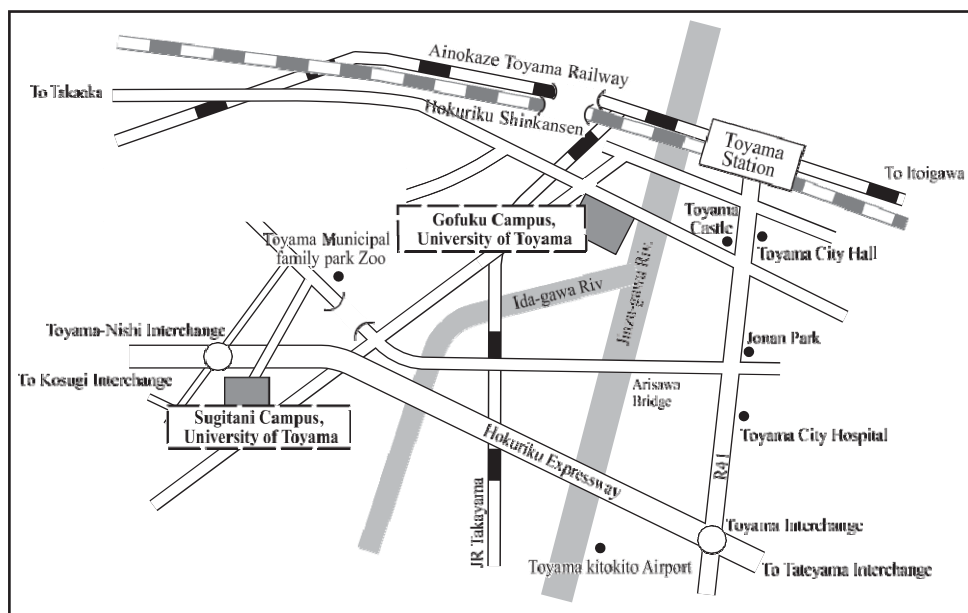 Ainokaze Toyama Railway
To Takaoka
Hokuriku Shinkansen
Toyama
Station
To Itoigawa
Gofuku Campus,
University of Toyama
Toyama
Castle
Toyama City Hall
Toyama Municipal
family park Zoo
Ida-gawa Riv
Jinzu-gawa Riv.
Toyama-Nishi Interchange
Jonan Park
To Kosugi Interchange
Arisawa
Bridge
Sugitani Campus,
University of Toyama
Toyama City Hospital
Hokuriku Expressway
R41
JR Takayama
Toyama Interchange
Toyama kitokito Airport
To Tateyama Interchange